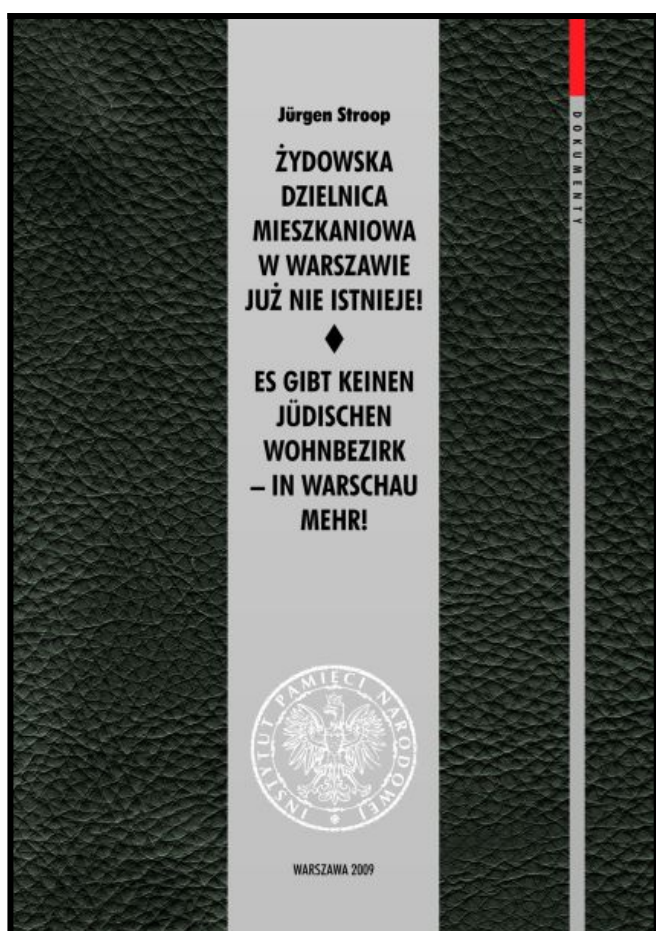 Jürgen Stroop
ŻYDOWSKA
DZIELNICA
MIESZKANIOWA
W WARSZAWIE
JUŻ NIE ISTNIEJE!
ES GIBT KEINEN
JÜDISCHEN
WOHNBEZIRK
– IN WARSCHAU
MEHR!
INSTYTUT PAMIĘCI NARODOWEJ
WARSZAWA 2009
DOKUMENTY